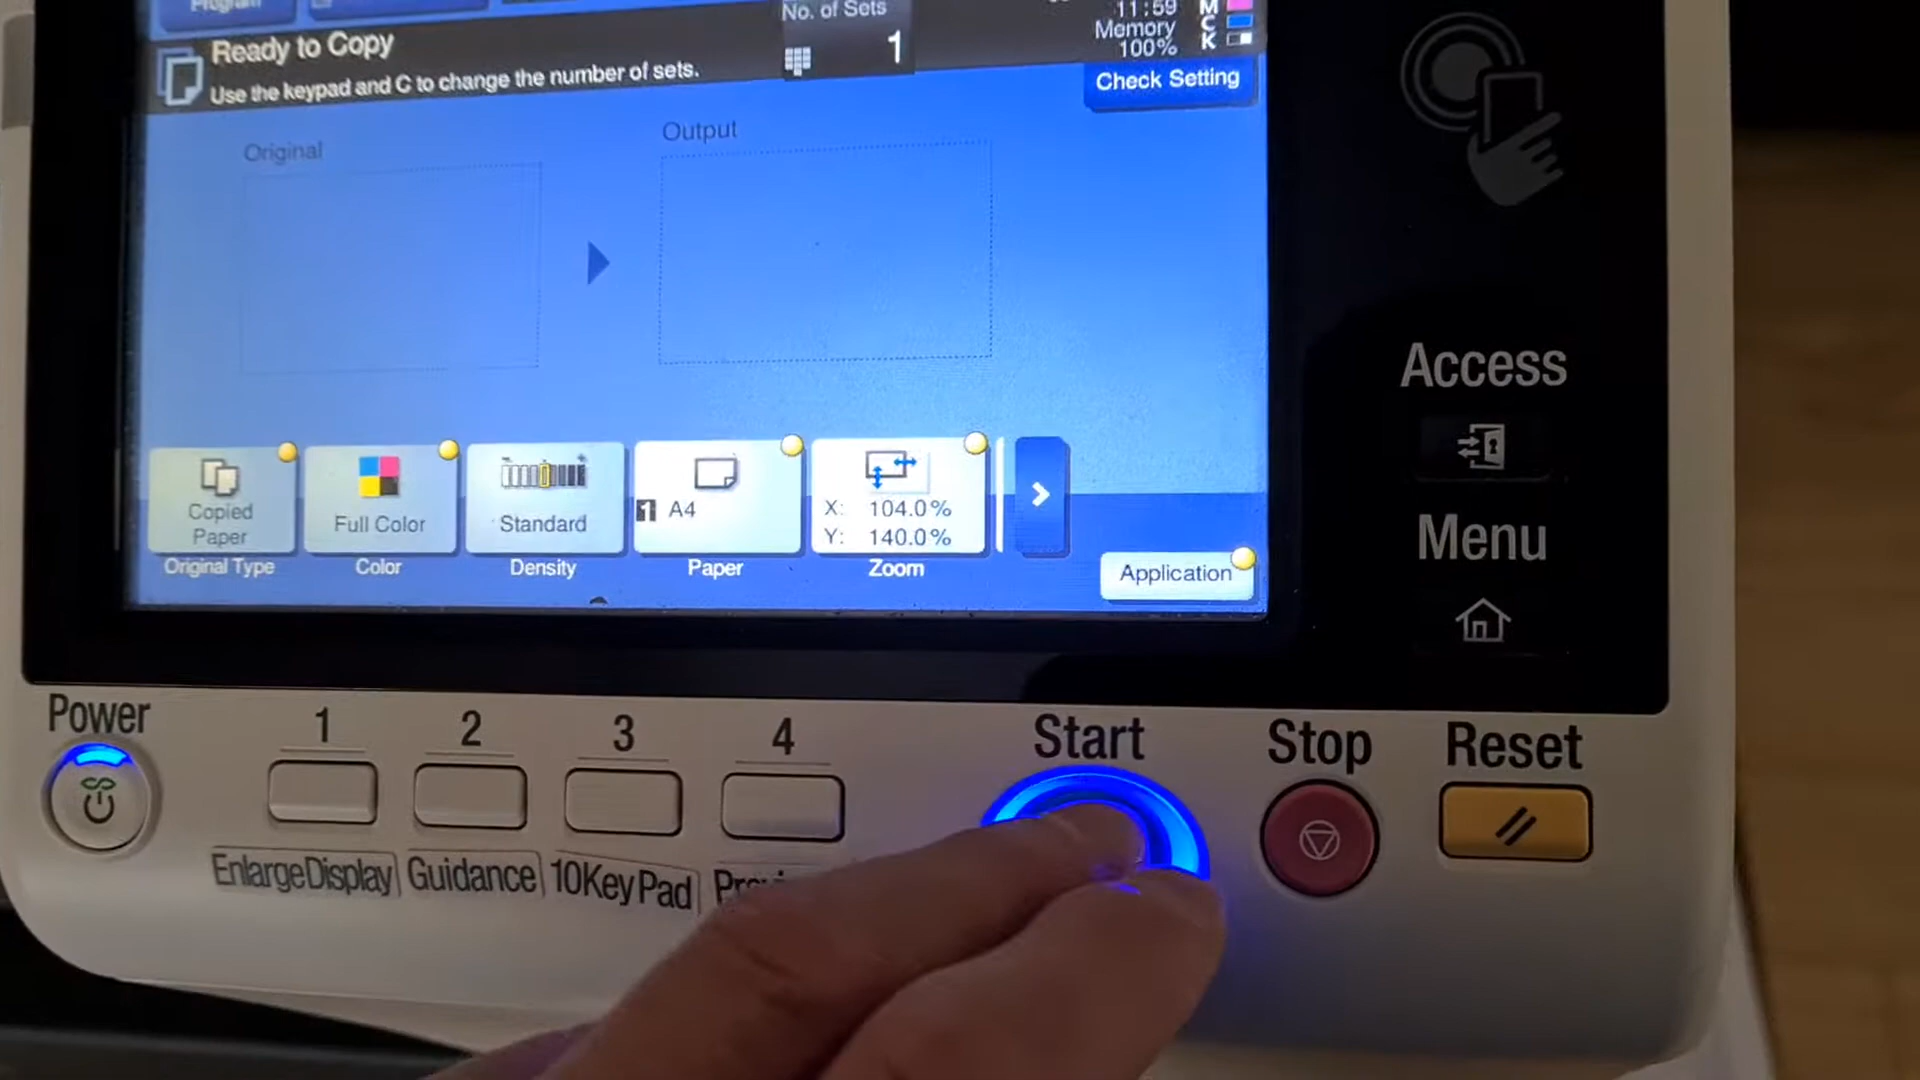 Program
No. of Sets
1
11:59
Memory
100%
M
C
K
Ready to Copy
Use the keypad and C to change the number of sets.
Check Setting
Original
Output
Copied
Paper
Full Color
Standard
1 A4
X: 104.0%
Y: 140.0%
Original Type
Color
Density
Paper
Zoom
Application
Access
Menu
Power
1
2
3
4
Start
Stop
Reset
EnlargeDisplay
Guidance
10KeyPad